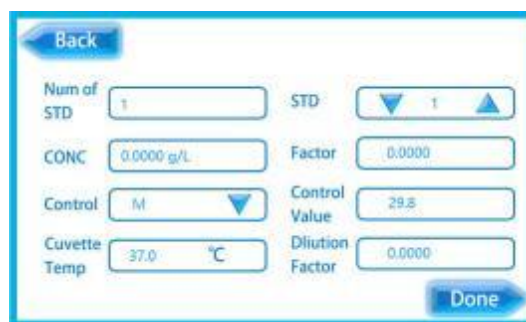 Back
Num of
STD
1
STD
1
CONC
0.0000 g/L
Factor
0.0000
Control
M
Control
Value
29.8
Cuvette
Temp
37.0 ℃
Dliution
Factor
0.0000
Done